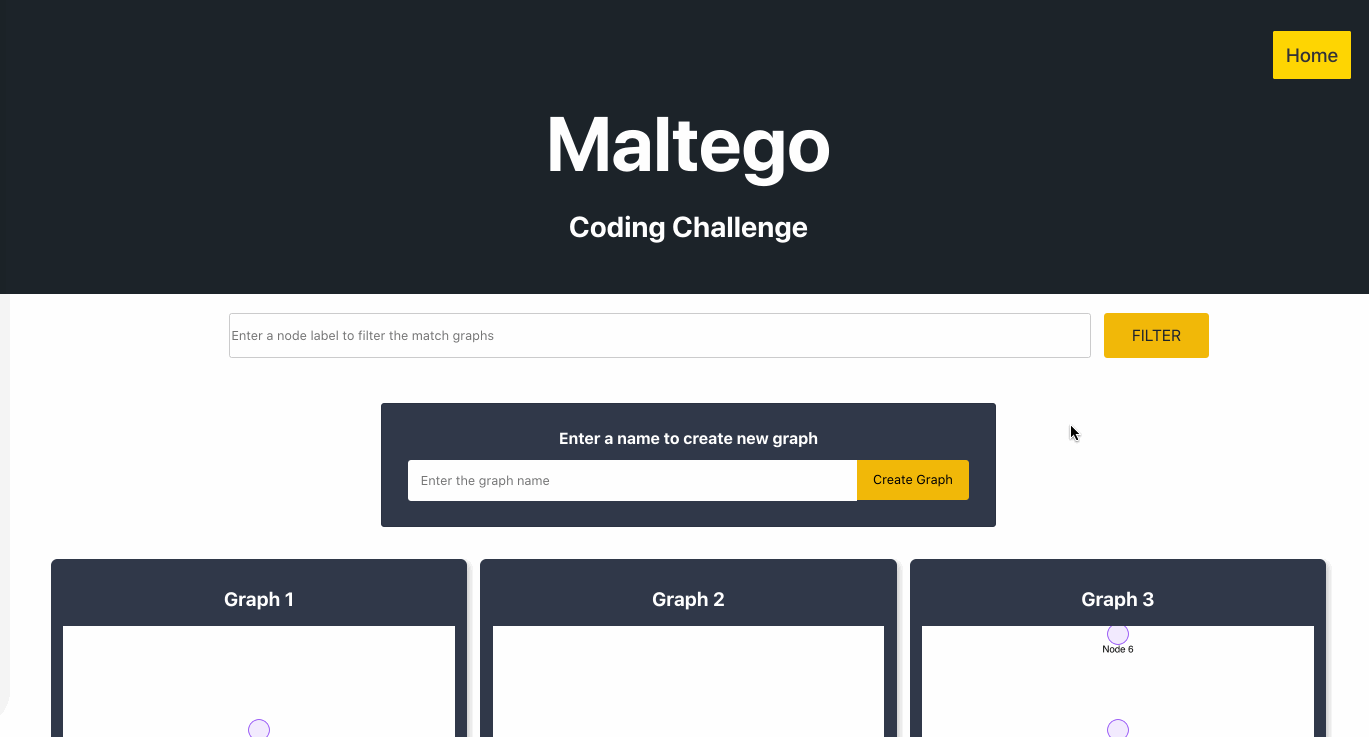 Home
Maltego
Coding Challenge
Enter a node label to filter the match graphs
FILTER
Enter a name to create new graph
Enter the graph name
Create Graph
Graph 1
Graph 2
Graph 3
Node 6